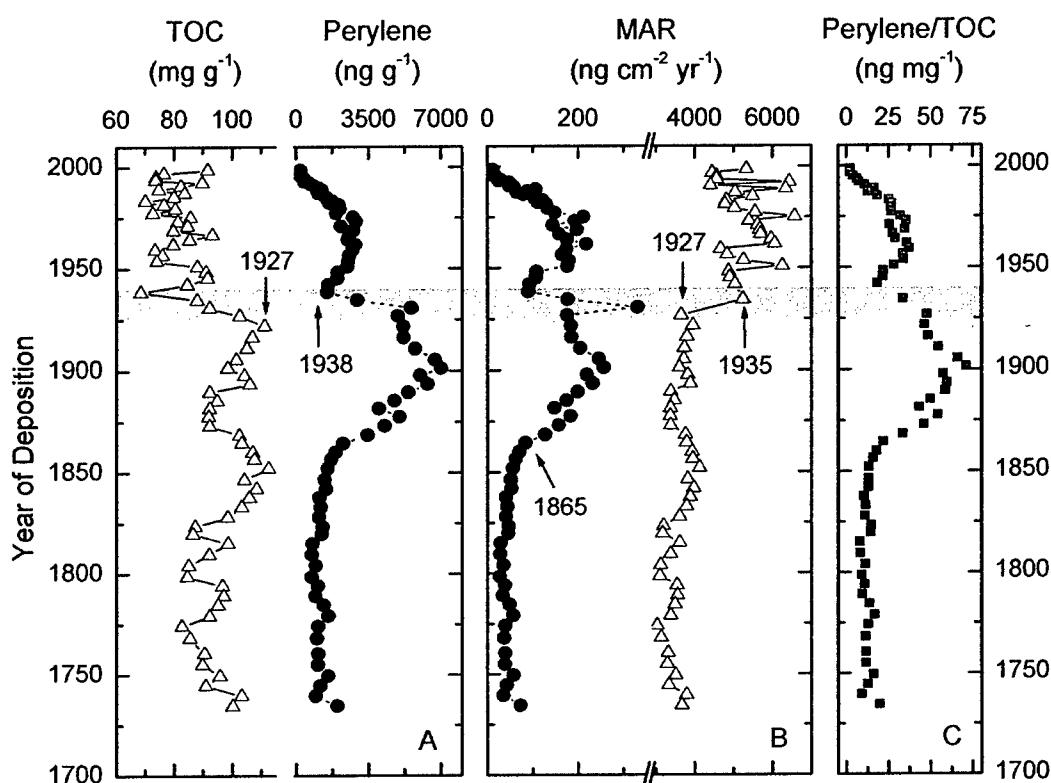 TOC Perylene MAR Perylene/TOC
(mg g⁻¹) (ng g⁻¹) (ng cm⁻² yr⁻¹) (ng mg⁻¹)
60 80 100 0 3500 7000 0 200 4000 6000 0 25 50 75
2000 2000
1950 1950
1900 1900
1850 1850
1800 1800
1750 1750
1700 1700
Year of Deposition
1927 1927
1938 1935
1865
A B C